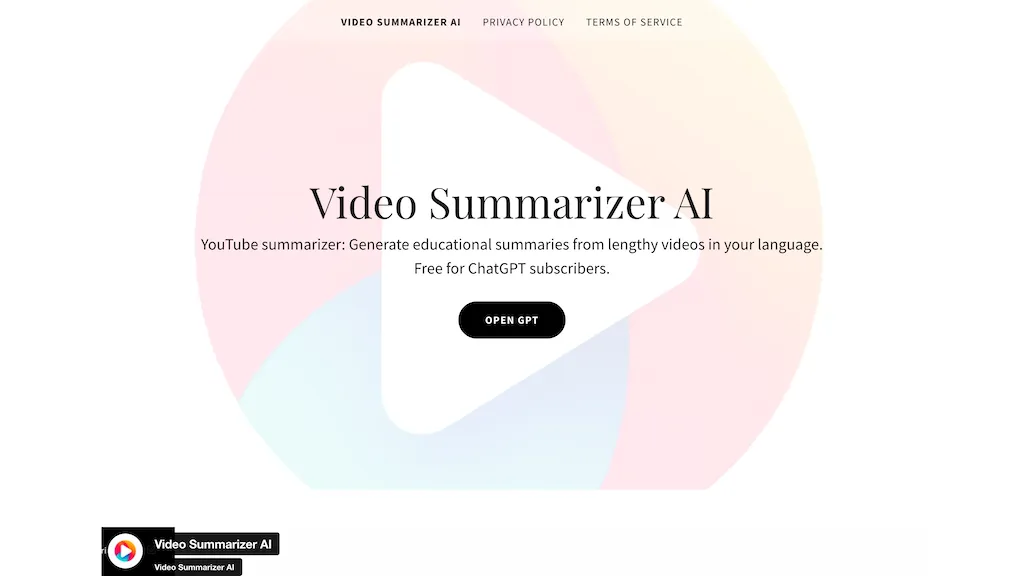 VIDEO SUMMARIZER AI PRIVACY POLICY TERMS OF SERVICE
Video Summarizer AI
YouTube summarizer: Generate educational summaries from lengthy videos in your language.
Free for ChatGPT subscribers.
OPEN GPT
Video Summarizer AI
Video Summarizer AI